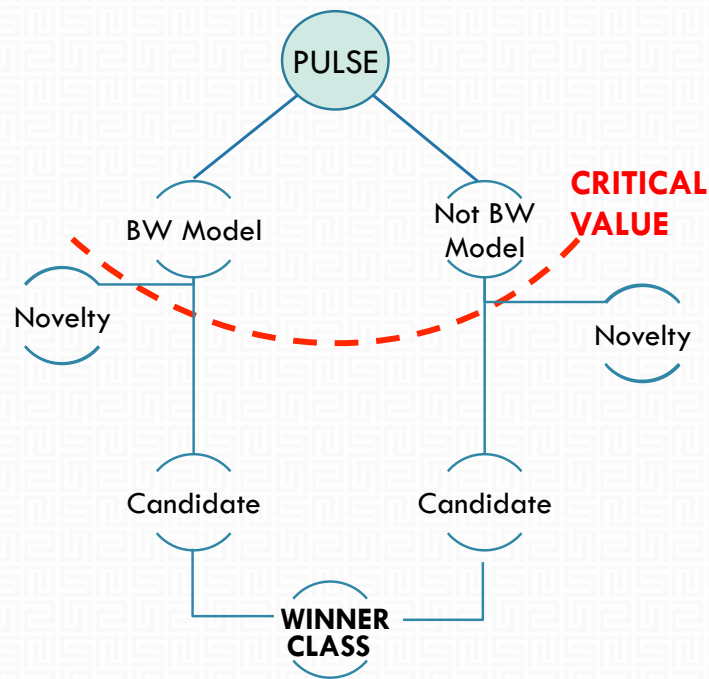 PULSE
CRITICAL
VALUE
BW Model
Not BW
Model
Novelty
Novelty
Candidate
Candidate
WINNER
CLASS